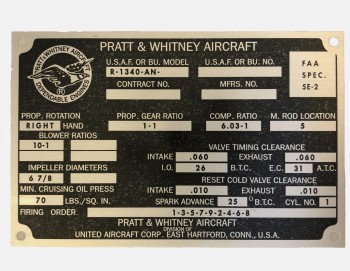 PRATT & WHITNEY AIRCRAFT
PRATT & WHITNEY AIRCRAFT
DEPENDABLE ENGINES
(R)
U.S.A.F. OR BU. NO. U.S.A.F. OR BU. NO.
R-1340-AN-
CONTRACT NO. MFRS. NO.
FAA
SPEC.
5E-2
PROP. ROTATION PROP. GEAR RATIO COMP. RATIO M. ROD LOCATION
RIGHT HAND 1-1 6.03-1 5
BLOWER RATIOS VALVE TIMING CLEARANCE
10-1 INTAKE .060 EXHAUST .060
IMPELLER DIAMETERS I.O. 26 B.T.C. E.C. 31 A.T.C.
6 7/8 RESET COLD VALVE CLEARANCE
MIN. CRUISING OIL PRESS INTAKE .010 EXHAUST .010
70 LBS./SQ. IN. SPARK ADVANCE 25 ° B.T.C. CYL. NO. 1
FIRING ORDER 1-3-5-7-9-2-4-6-8
PRATT & WHITNEY AIRCRAFT
DIVISION OF
UNITED AIRCRAFT CORP. EAST HARTFORD, CONN., U.S.A.